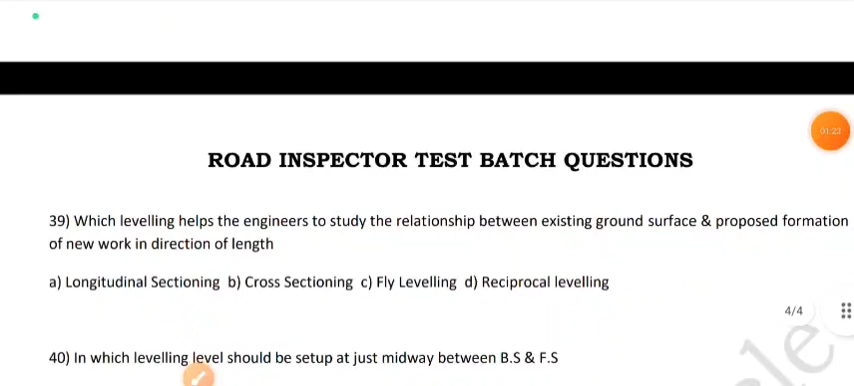 01:22
ROAD INSPECTOR TEST BATCH QUESTIONS
39) Which levelling helps the engineers to study the relationship between existing ground surface & proposed formation
of new work in direction of length
a) Longitudinal Sectioning b) Cross Sectioning c) Fly Levelling d) Reciprocal levelling
4/4
40) In which levelling level should be setup at just midway between B.S & F.S